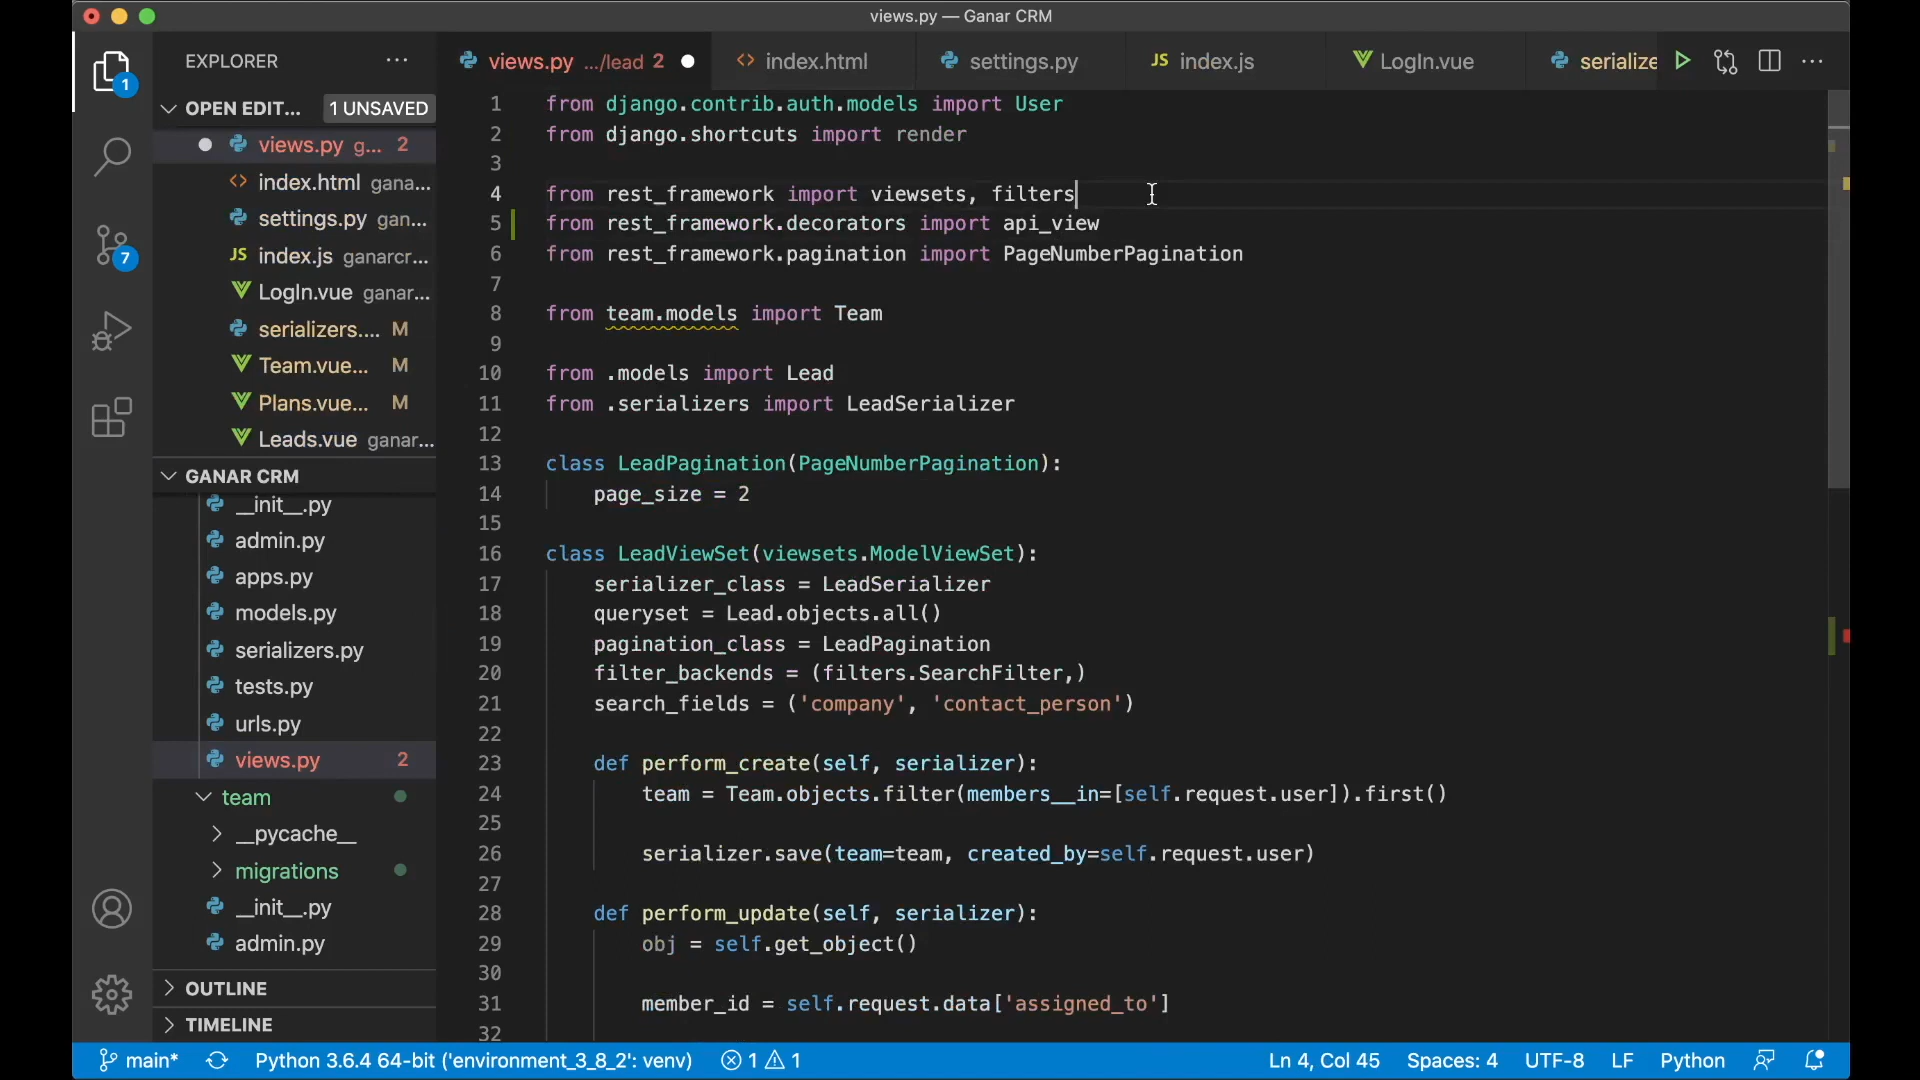 views.py — Ganar CRM
EXPLORER
views.py .../lead 2
index.html
settings.py
JS index.js
LogIn.vue
serialize
OPEN EDIT... 1 UNSAVED
views.py g... 2
index.html gana...
settings.py gan...
JS index.js ganarcr...
LogIn.vue ganar...
serializers.... M
Team.vue... M
Plans.vue... M
Leads.vue ganar...
GANAR CRM
__init__.py
admin.py
apps.py
models.py
serializers.py
tests.py
urls.py
views.py 2
team
__pycache__
migrations
__init__.py
admin.py
OUTLINE
TIMELINE
1
7
1 from django.contrib.auth.models import User
2 from django.shortcuts import render
3
4 from rest_framework import viewsets, filters
5 from rest_framework.decorators import api_view
6 from rest_framework.pagination import PageNumberPagination
7
8 from team.models import Team
9
10 from .models import Lead
11 from .serializers import LeadSerializer
12
13 class LeadPagination(PageNumberPagination):
14     page_size = 2
15
16 class LeadViewSet(viewsets.ModelViewSet):
17     serializer_class = LeadSerializer
18     queryset = Lead.objects.all()
19     pagination_class = LeadPagination
20     filter_backends = (filters.SearchFilter,)
21     search_fields = ('company', 'contact_person')
22
23     def perform_create(self, serializer):
24         team = Team.objects.filter(members__in=[self.request.user]).first()
25
26         serializer.save(team=team, created_by=self.request.user)
27
28     def perform_update(self, serializer):
29         obj = self.get_object()
30
31         member_id = self.request.data['assigned_to']
32
main* Python 3.6.4 64-bit ('environment_3_8_2': venv) 1 1 Ln 4, Col 45 Spaces: 4 UTF-8 LF Python